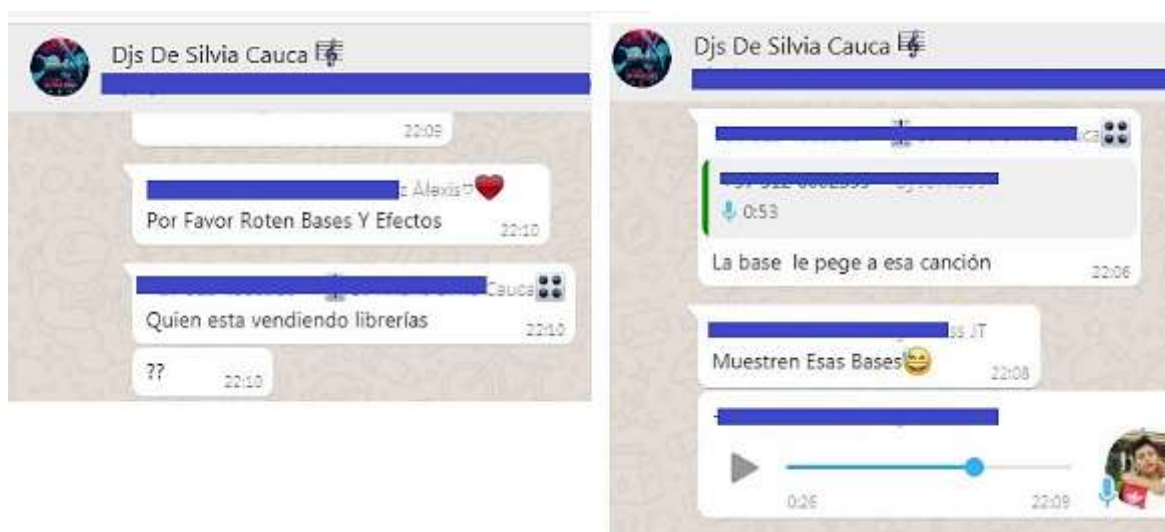 Djs De Silvia Cauca
22:09
Alexis
Por Favor Roten Bases Y Efectos
22:10
Cauca
Quien esta vendiendo librerías
22:10
??
22:10
Djs De Silvia Cauca
0:53
La base le pege a esa canción
22:06
JT
Muestren Esas Bases
22:08
0:26
22:09